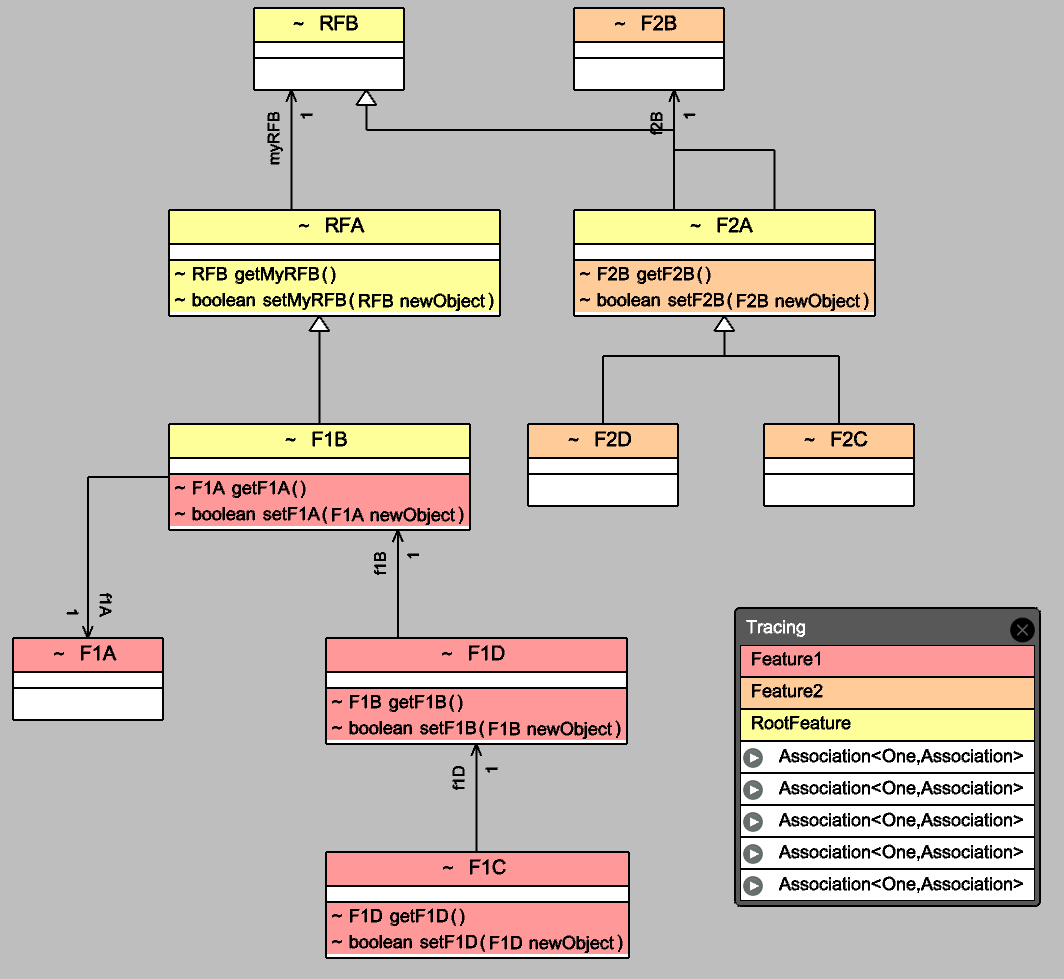 ~ RFB
~ F2B
myRFB
1
f2B
1
~ RFA
~ RFB getMyRFB()
~ boolean setMyRFB(RFB newObject)
~ F2A
~ F2B getF2B()
~ boolean setF2B(F2B newObject)
~ F1B
~ F1A getF1A()
~ boolean setF1A(F1A newObject)
~ F2D
~ F2C
f1B
1
f1A
1
~ F1A
~ F1D
~ F1B getF1B()
~ boolean setF1B(F1B newObject)
f1D
1
~ F1C
~ F1D getF1D()
~ boolean setF1D(F1D newObject)
Tracing
Feature1
Feature2
RootFeature
Association<One,Association>
Association<One,Association>
Association<One,Association>
Association<One,Association>
Association<One,Association>